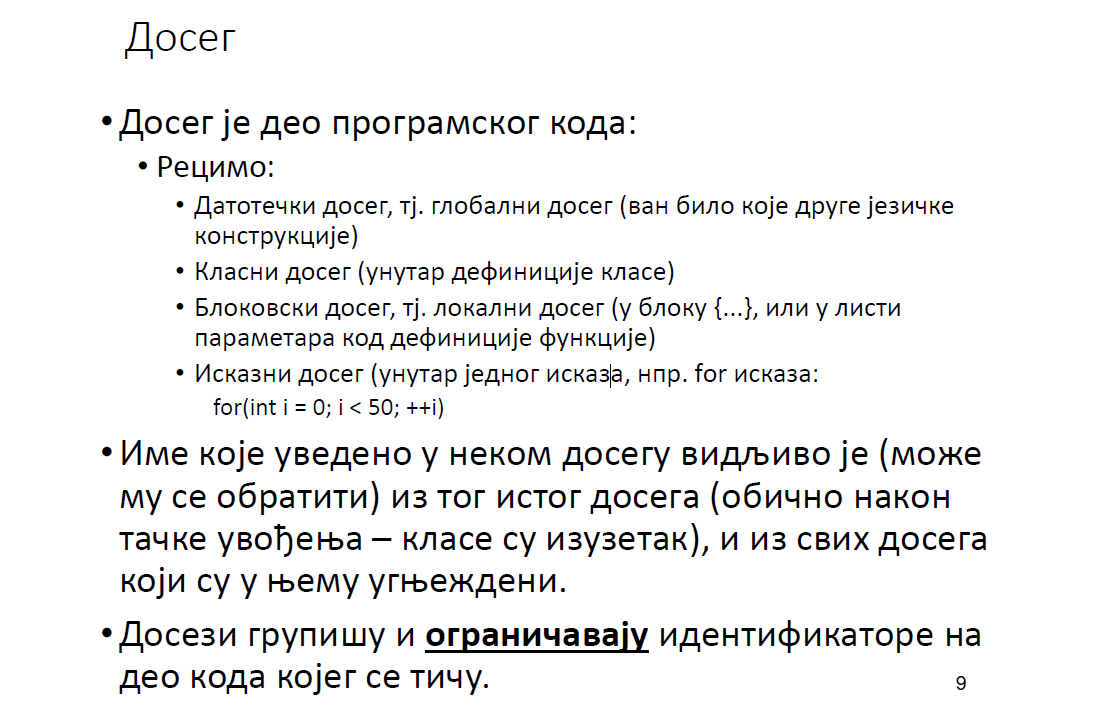 Досег
• Досег је део програмског кода:
• Рецимо:
• Датотечки досег, тј. глобални досег (ван било које друге језичке
конструкције)
• Класни досег (унутар дефиниције класе)
• Блоковски досег, тј. локални досег (у блоку {...}, или у листи
параметара код дефиниције функције)
• Исказни досег (унутар једног исказа, нпр. for исказа:
for(int i = 0; i < 50; ++i)
• Име које уведено у неком досегу видљиво је (може
му се обратити) из тог истог досега (обично након
тачке увођења – класе су изузетак), и из свих досега
који су у њему угњеждени.
• Досези групишу и ограничавају идентификаторе на
део кода којег се тичу.
9